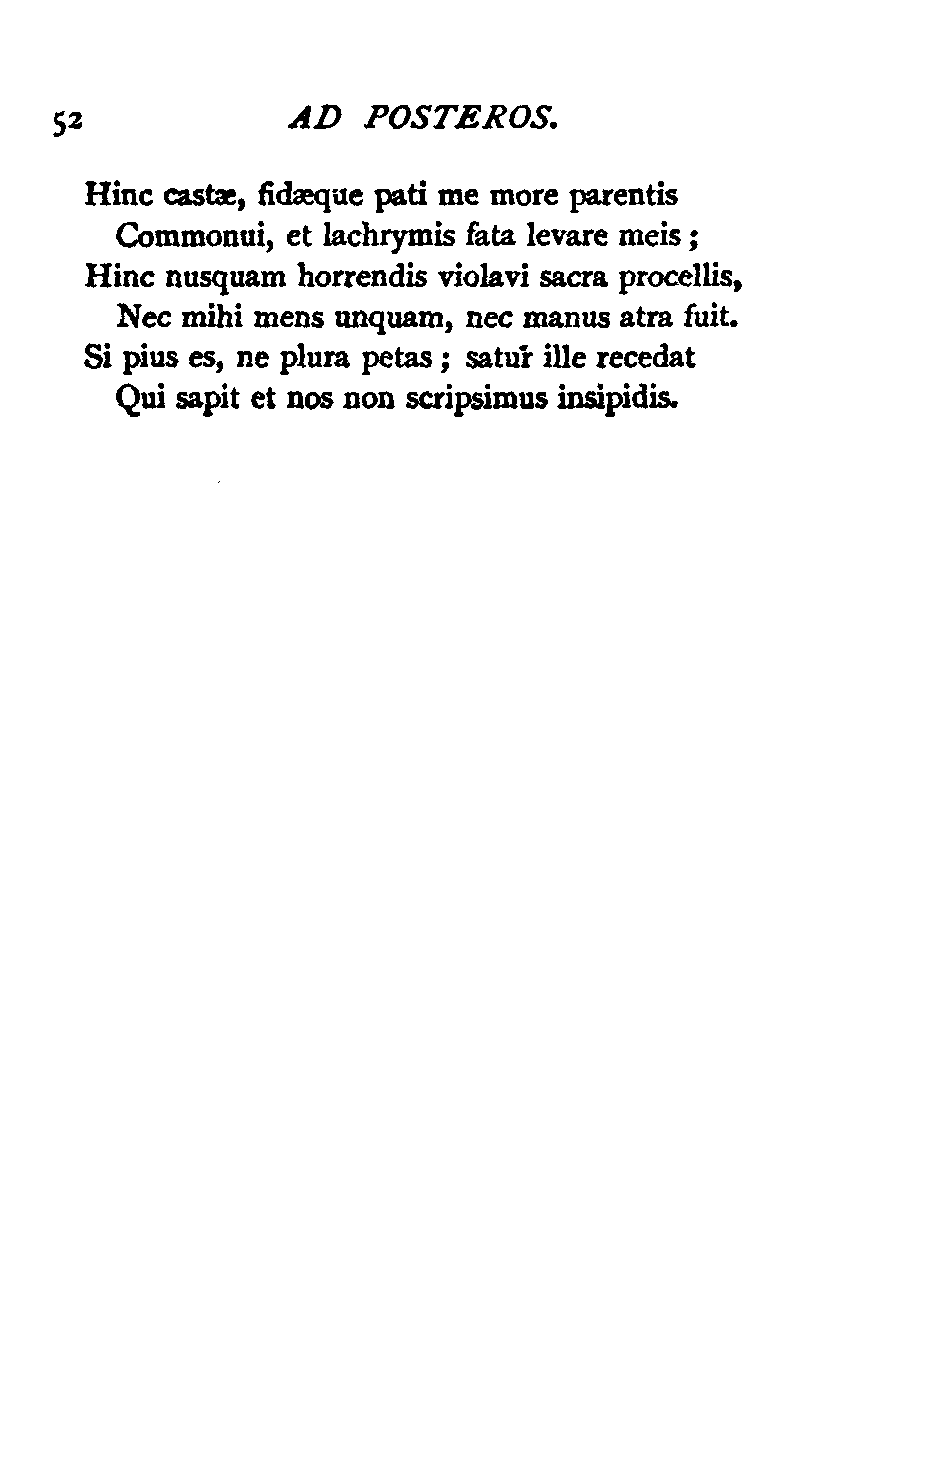 52 AD POSTEROS.
Hinc castæ, fidæque pati me more parentis
Commonui, et lachrymis fata levare meis ;
Hinc nusquam horrendis violavi sacra procellis,
Nec mihi mens unquam, nec manus atra fuit.
Si pius es, ne plura petas ; satur ille recedat
Qui sapit et nos non scripsimus insipidis.